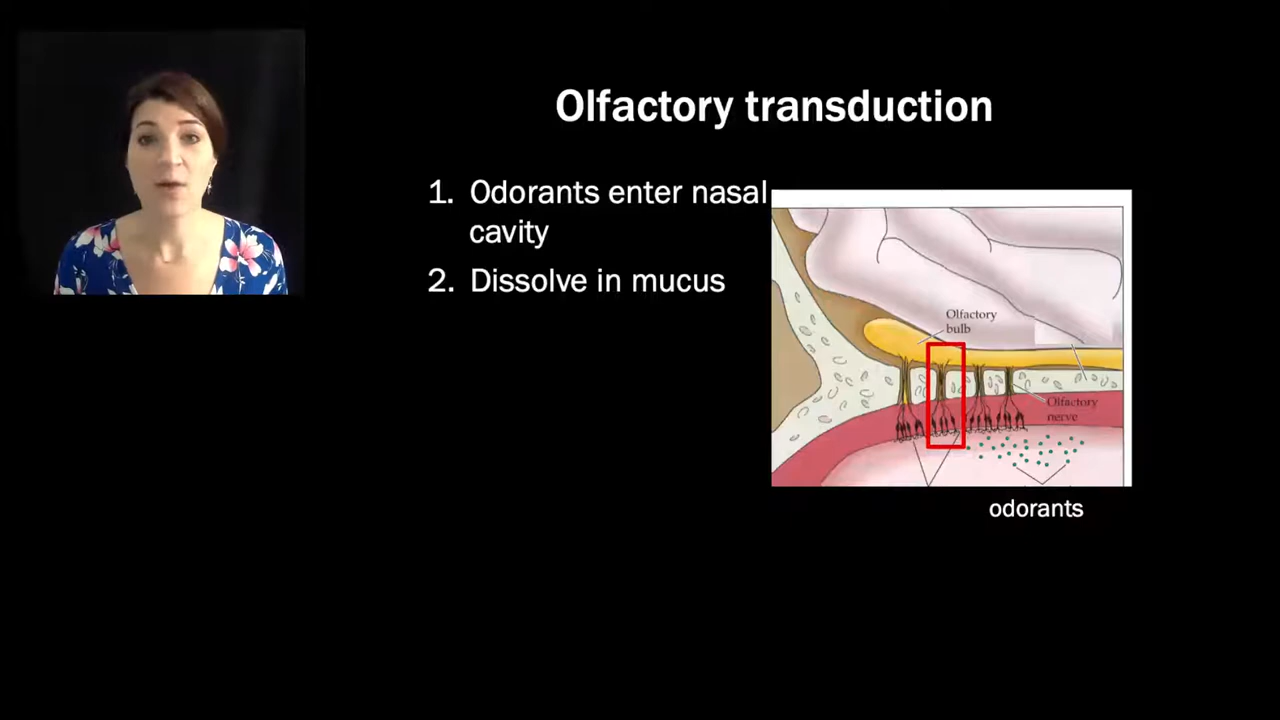 Olfactory transduction
1. Odorants enter nasal
cavity
2. Dissolve in mucus
Olfactory
bulb
Olfactory
nerve
odorants